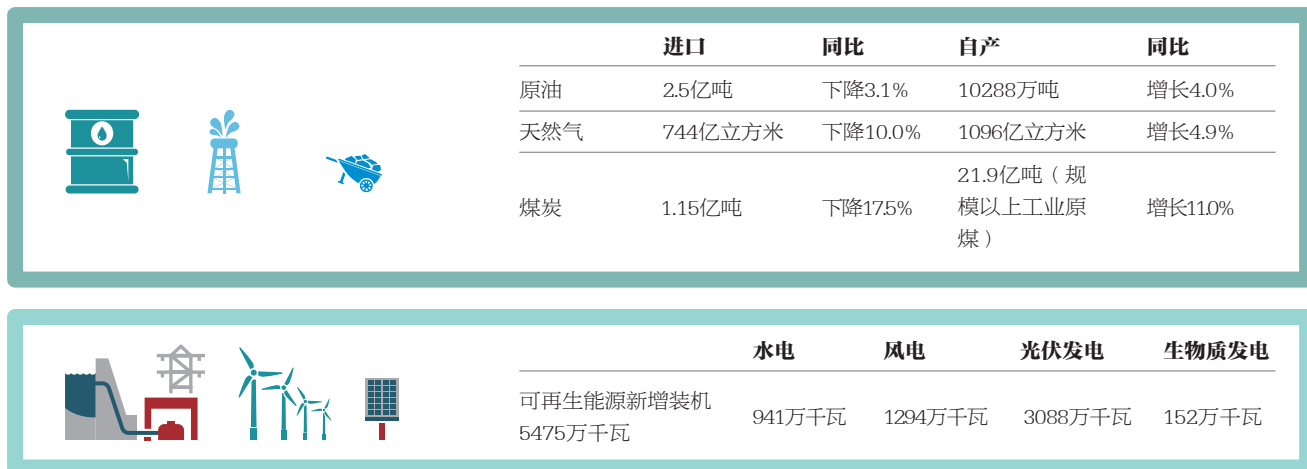 进口 同比 自产 同比
原油 2.5亿吨 下降3.1% 10288万吨 增长4.0%
天然气 744亿立方米 下降10.0% 1096亿立方米 增长4.9%
煤炭 1.15亿吨 下降17.5% 21.9亿吨（规
模以上工业原
煤） 增长11.0%
水电 风电 光伏发电 生物质发电
可再生能源新增装机
5475万千瓦 941万千瓦 1294万千瓦 3088万千瓦 152万千瓦